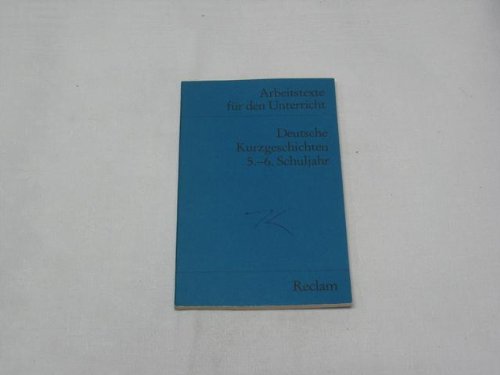 Arbeitstexte
für den Unterricht
Deutsche
Kurzgeschichten
5.–6. Schuljahr
Reclam